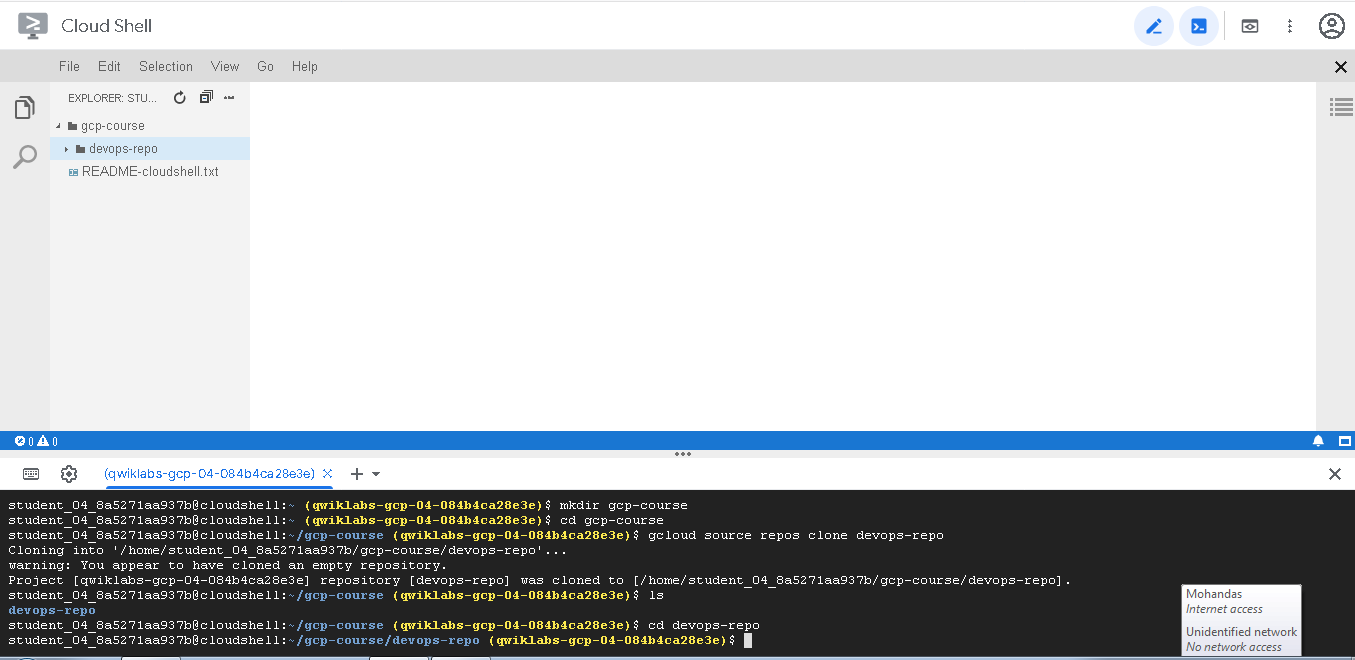 Cloud Shell
File Edit Selection View Go Help
EXPLORER: STU...
gcp-course
devops-repo
README-cloudshell.txt
0 0
(qwiklabs-gcp-04-084b4ca28e3e)
student_04_8a5271aa937b@cloudshell:~ (qwiklabs-gcp-04-084b4ca28e3e)$ mkdir gcp-course
student_04_8a5271aa937b@cloudshell:~ (qwiklabs-gcp-04-084b4ca28e3e)$ cd gcp-course
student_04_8a5271aa937b@cloudshell:~/gcp-course (qwiklabs-gcp-04-084b4ca28e3e)$ gcloud source repos clone devops-repo
Cloning into '/home/student_04_8a5271aa937b/gcp-course/devops-repo'...
warning: You appear to have cloned an empty repository.
Project [qwiklabs-gcp-04-084b4ca28e3e] repository [devops-repo] was cloned to [/home/student_04_8a5271aa937b/gcp-course/devops-repo].
student_04_8a5271aa937b@cloudshell:~/gcp-course (qwiklabs-gcp-04-084b4ca28e3e)$ ls
devops-repo
student_04_8a5271aa937b@cloudshell:~/gcp-course (qwiklabs-gcp-04-084b4ca28e3e)$ cd devops-repo
student_04_8a5271aa937b@cloudshell:~/gcp-course/devops-repo (qwiklabs-gcp-04-084b4ca28e3e)$
Mohandas
Internet access
Unidentified network
No network access